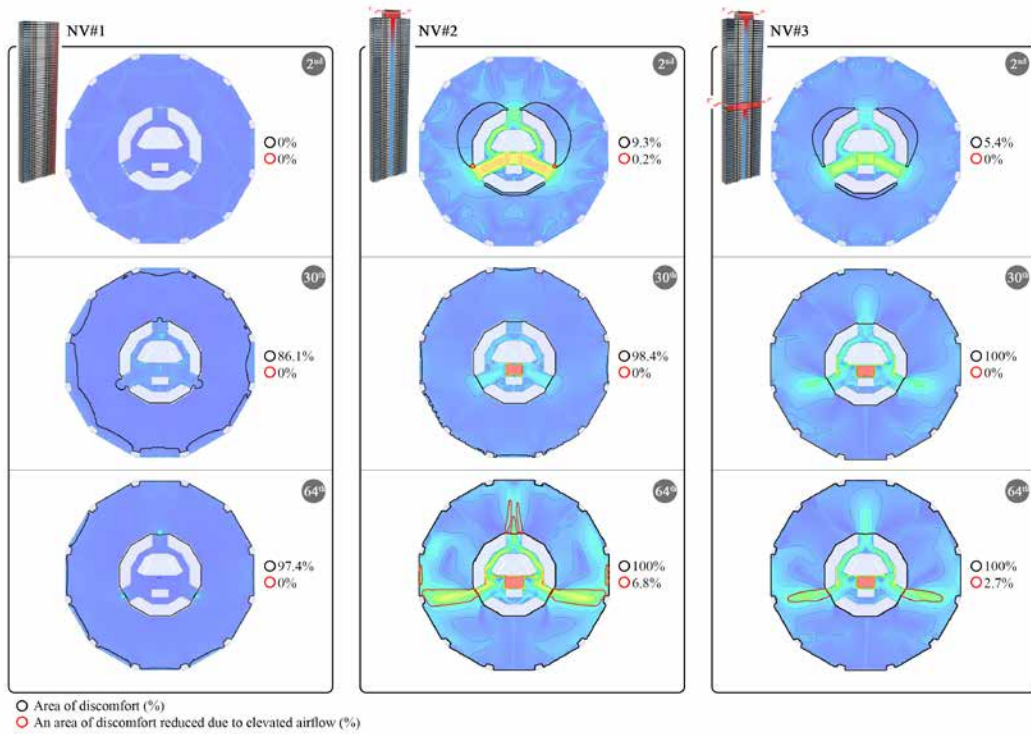 NV#1
2nd
0%
0%
30th
86.1%
0%
64th
97.4%
0%
NV#2
2nd
9.3%
0.2%
30th
98.4%
0%
64th
100%
6.8%
NV#3
2nd
5.4%
0%
30th
100%
0%
64th
100%
2.7%
Area of discomfort (%)
An area of discomfort reduced due to elevated airflow (%)